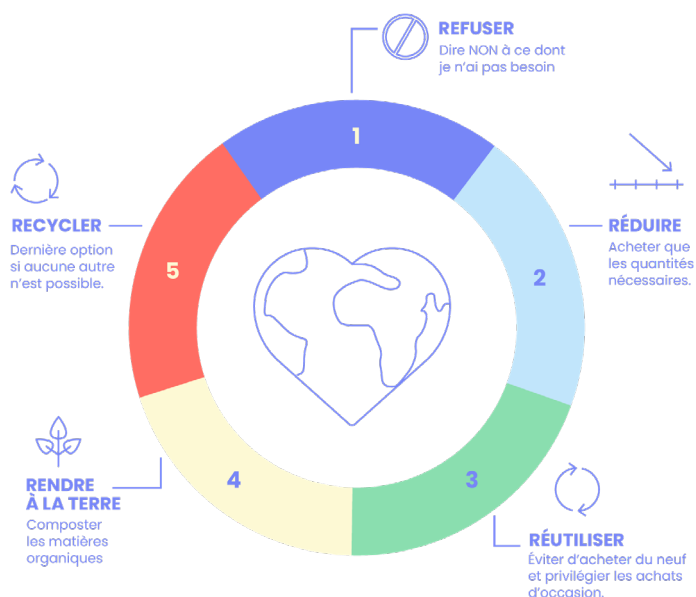 REFUSER
Dire NON à ce dont
je n'ai pas besoin
1
RÉDUIRE
Acheter que
les quantités
nécessaires.
2
RÉUTILISER
Éviter d'acheter du neuf
et privilégier les achats
d'occasion.
3
RENDRE
À LA TERRE
Composter
les matières
organiques
4
RECYCLER
Dernière option
si aucune autre
n'est possible.
5